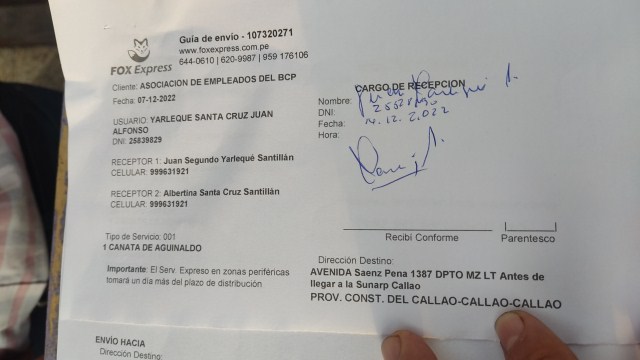 Guía de envio - 107320271
www.foxexpress.com.pe
644-0610 | 620-9987 | 959 176106
FOX Express
Cliente: ASOCIACION DE EMPLEADOS DEL BCP
Fecha: 07-12-2022
USUARIO: YARLEQUE SANTA CRUZ JUAN
ALFONSO
DNI: 25839829
RECEPTOR 1: Juan Segundo Yarlequé Santillán
CELULAR: 999631921
RECEPTOR 2: Albertina Santa Cruz Santillán
CELULAR: 999631921
Tipo de Servicio: 001
1 CANATA DE AGUINALDO
Importante: El Serv. Expreso en zonas periféricas
tomará un día más del plazo de distribución
CARGO DE RECEPCION
Nombre:
DNI:
Fecha: 12.2022
Hora:
Recibi Conforme
Parentesco
Dirección Destino:
AVENIDA Saenz Pena 1387 DPTO MZ LT Antes de
llegar a la Sunarp Callao
PROV. CONST. DEL CALLAO-CALLAO-CALLAO
ENVÍO HACIA
Dirección Destino: